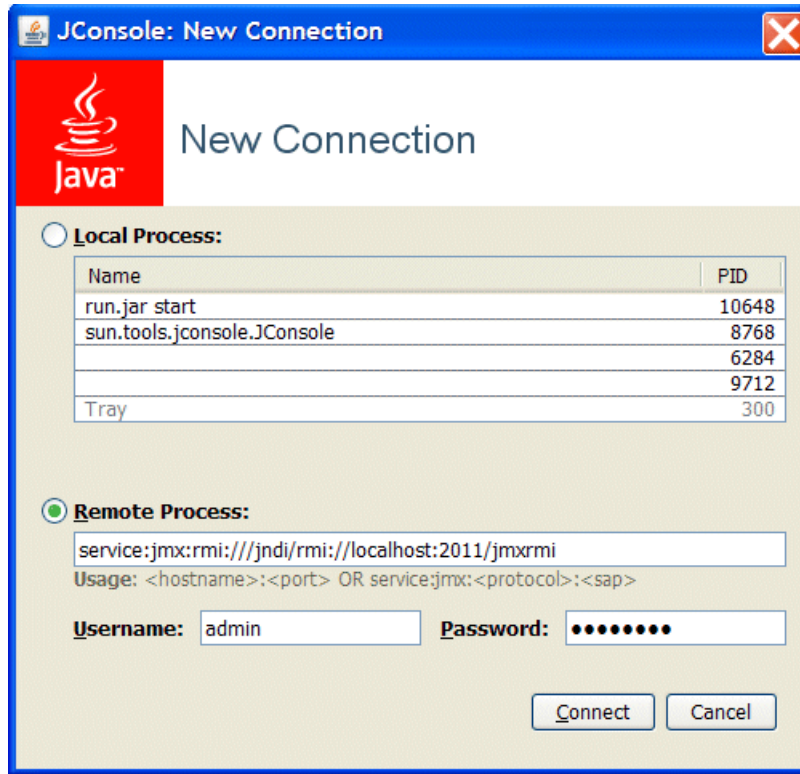 JConsole: New Connection
Java™
New Connection
Local Process:
Name PID
run.jar start 10648
sun.tools.jconsole.JConsole 8768
6284
9712
Tray 300
Remote Process:
service:jmx:rmi:///jndi/rmi://localhost:2011/jmxrmi
Usage: <hostname>:<port> OR service:jmx:<protocol>:<sap>
Username: admin Password: ●●●●●●●●
Connect Cancel